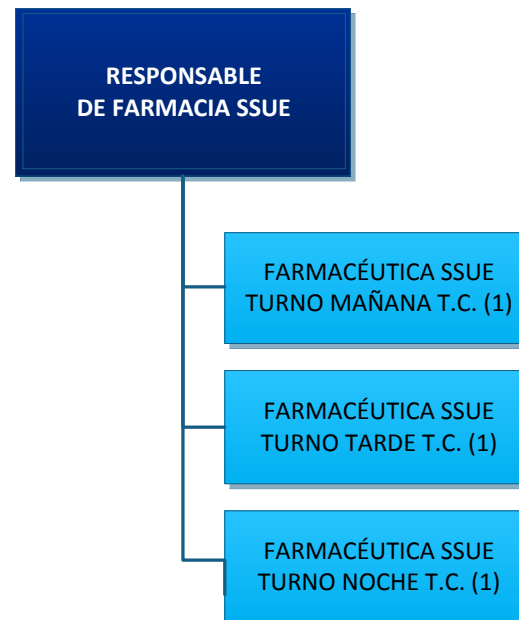 RESPONSABLE
DE FARMACIA SSUE
FARMACÉUTICA SSUE
TURNO MAÑANA T.C. (1)
FARMACÉUTICA SSUE
TURNO TARDE T.C. (1)
FARMACÉUTICA SSUE
TURNO NOCHE T.C. (1)